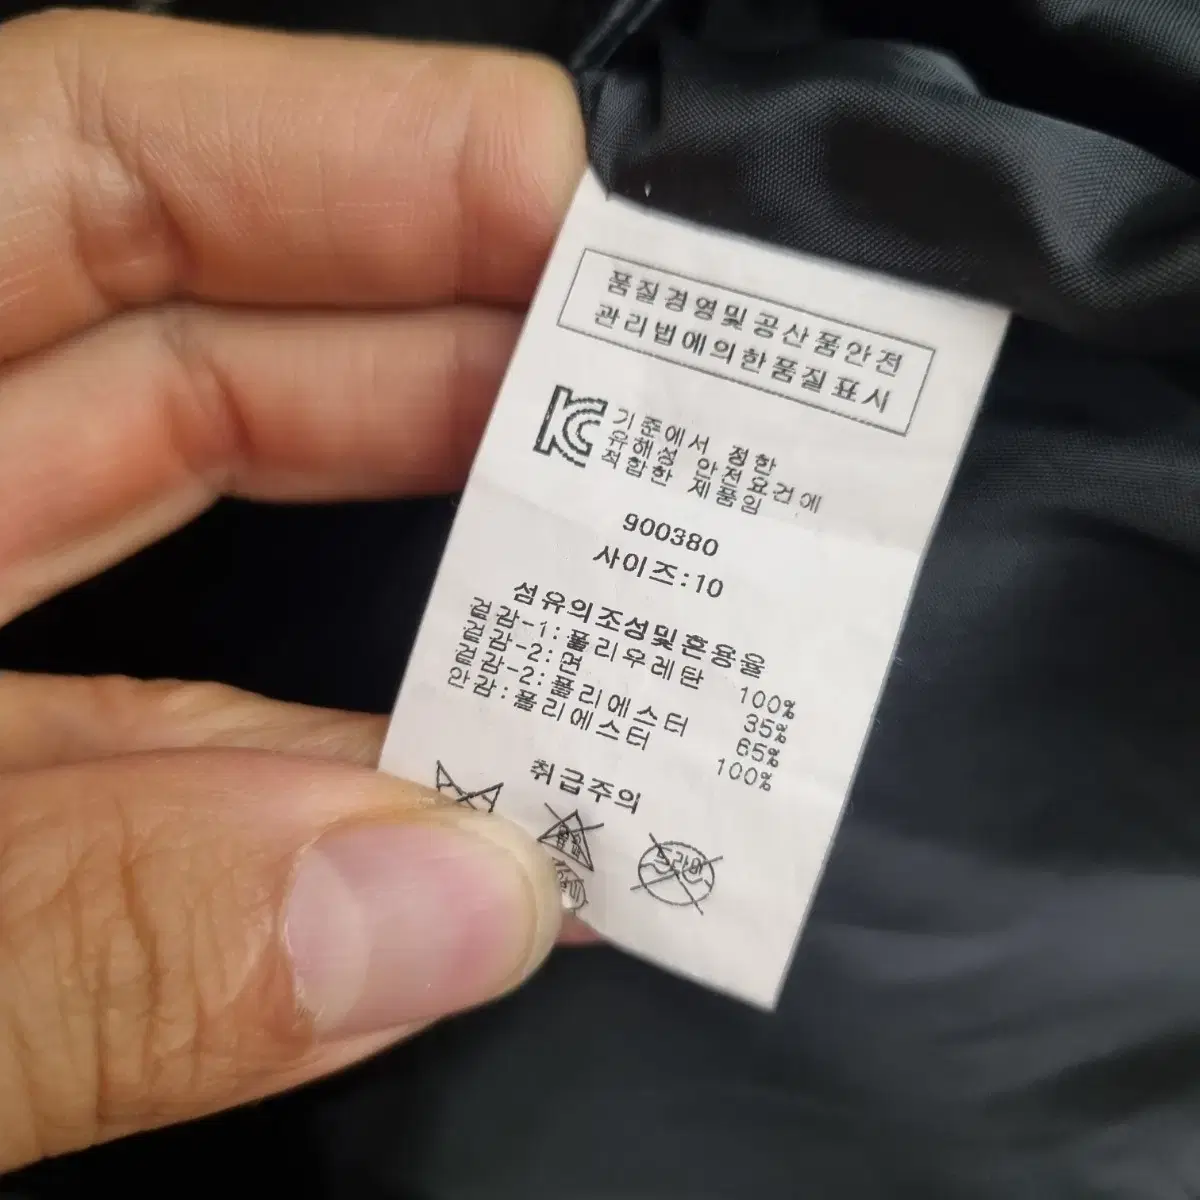 품질경영및공산품안전
관리법에의한품질표시
KC
기준에서 정한
유해성 안전요건에
적합한 제품임
900380
사이즈:10
섬유의조성및혼용율
겉감-1:폴리우레탄 100%
겉감-2:면 35%
겉감-2:폴리에스터 65%
안감:폴리에스터 100%
취급주의
드라이